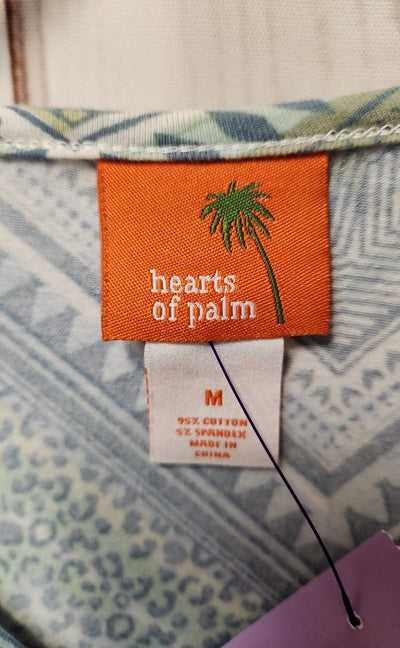 hearts
of palm
M
95% COTTON
5% SPANDEX
MADE IN
CHINA